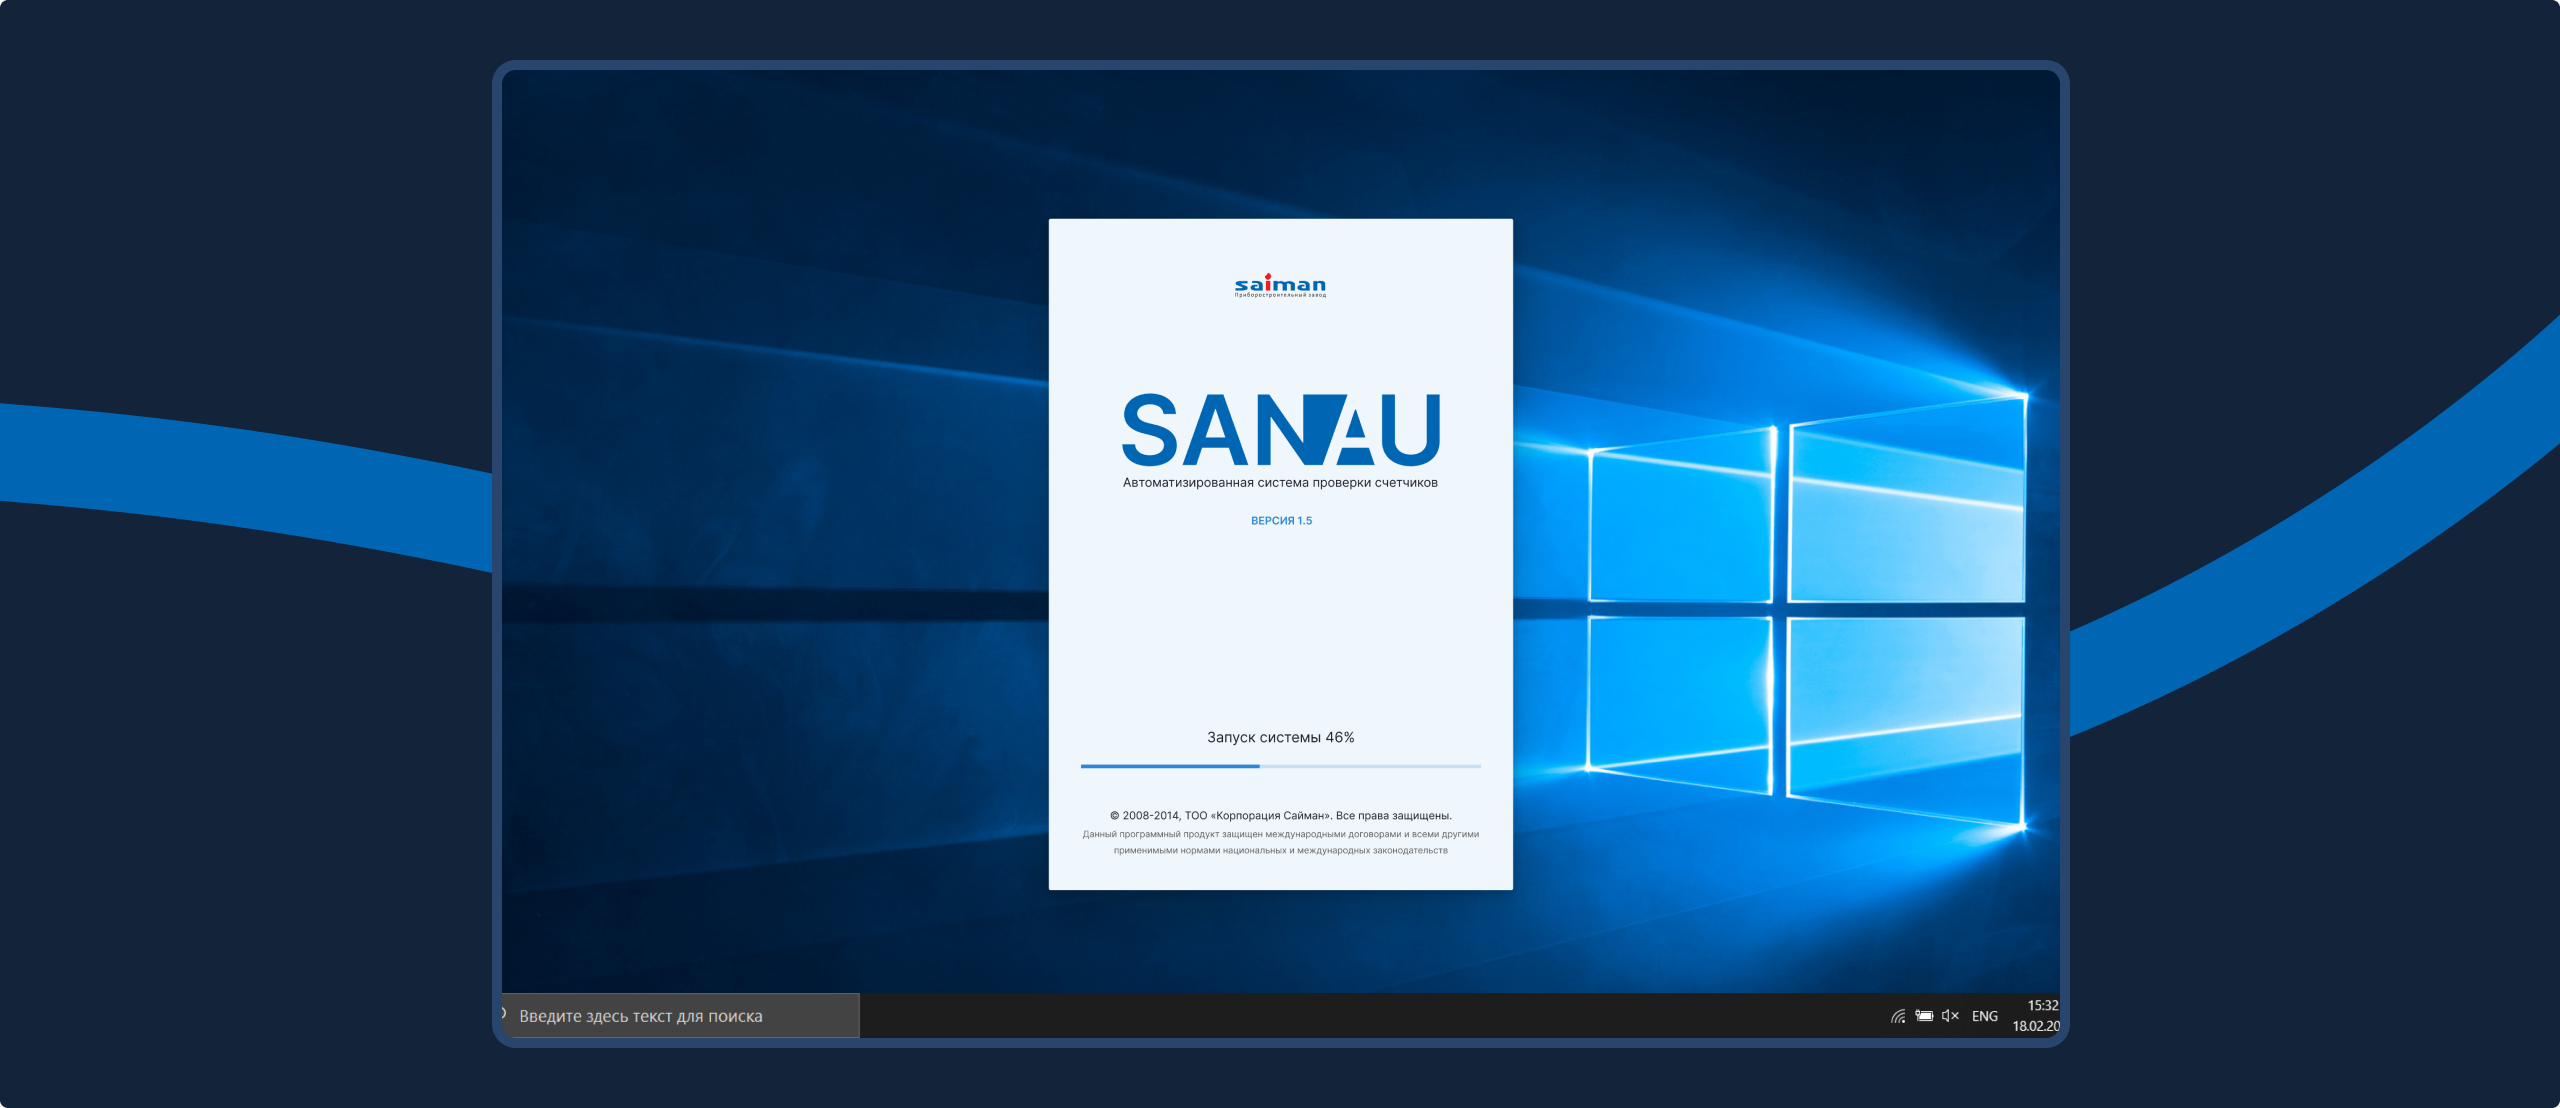 saiman
Приборостроительный завод
SANAU
Автоматизированная система проверки счетчиков
ВЕРСИЯ 1.5
Запуск системы 46%
© 2008-2014, ТОО «Корпорация Сайман». Все права защищены.
Данный программный продукт защищен международными договорами и всеми другими
применимыми нормами национальных и международных законодательств
Введите здесь текст для поиска
ENG
15:32
18.02.20